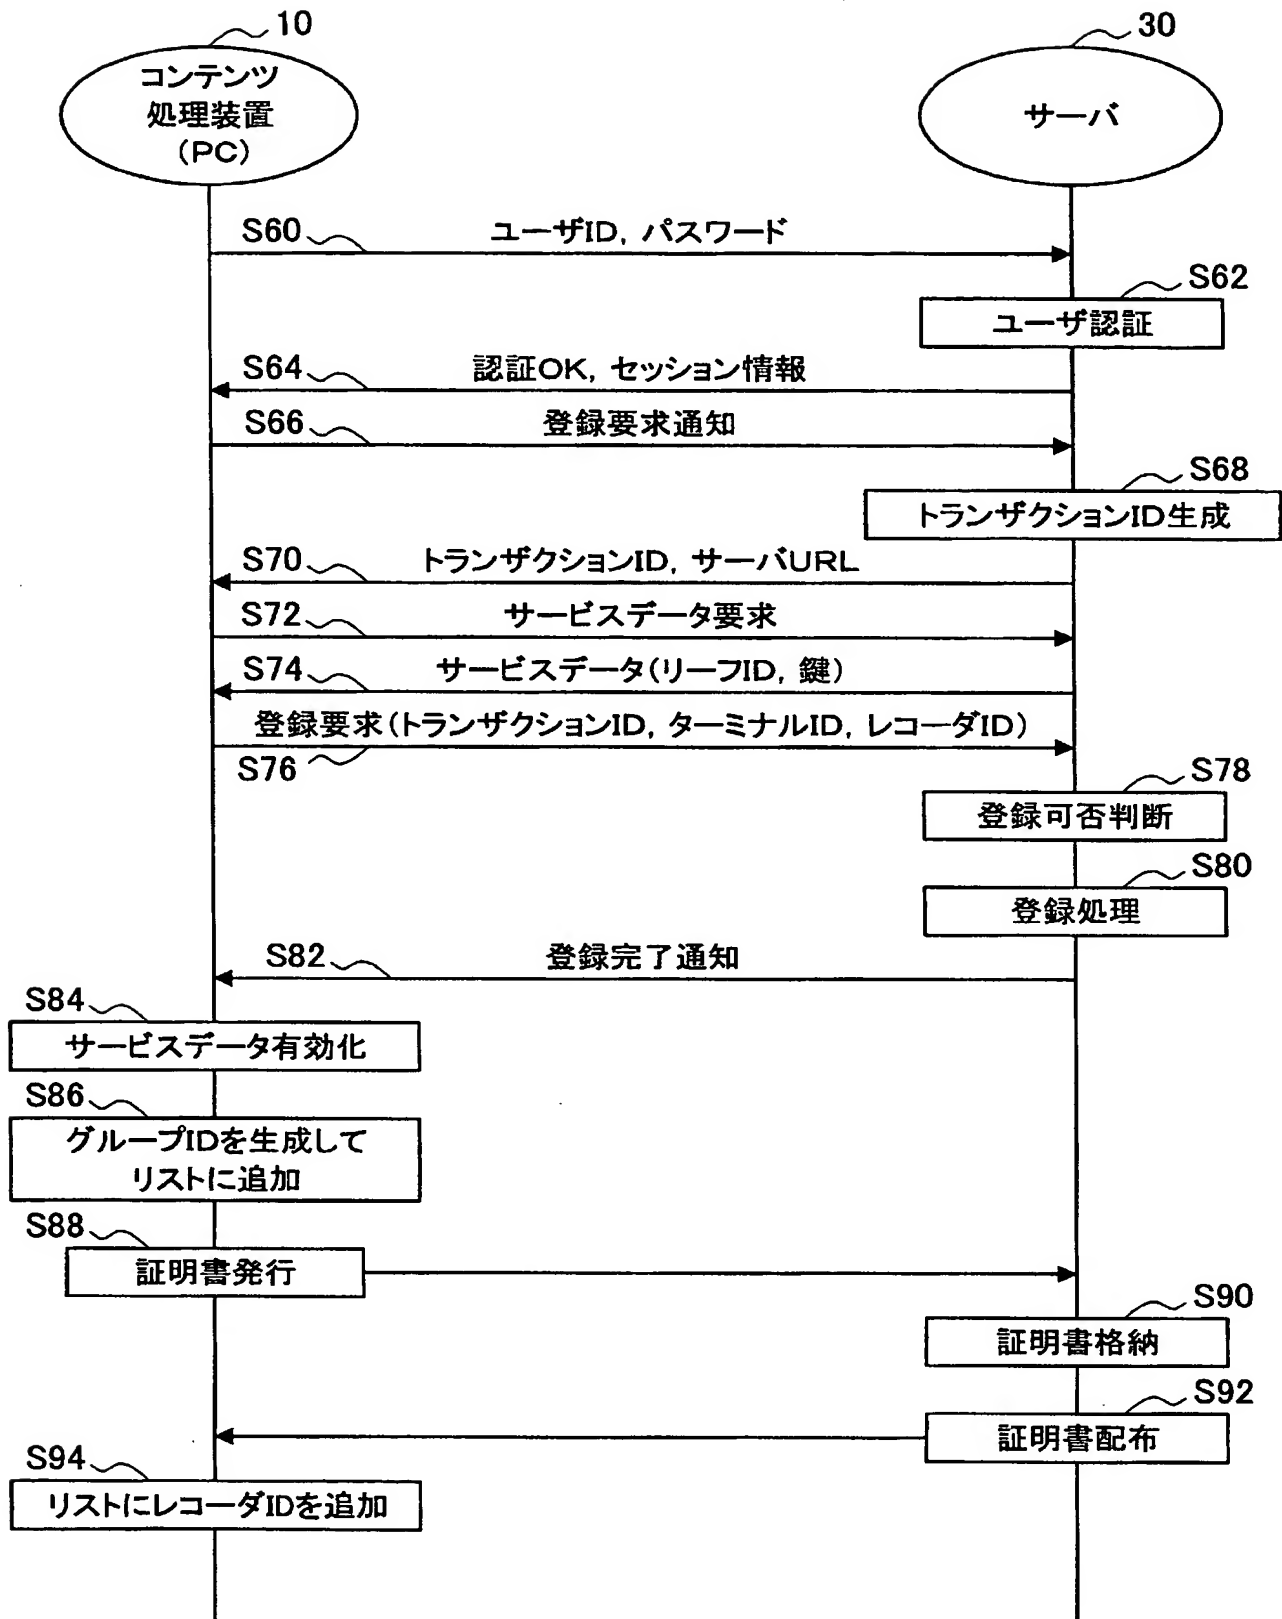 10
コンテンツ
処理装置
(PC)
30
サーバ
S60
ユーザID, パスワード
S62
ユーザ認証
S64
認証OK, セッション情報
S66
登録要求通知
S68
トランザクションID生成
S70
トランザクションID, サーバURL
S72
サービスデータ要求
S74
サービスデータ(リーフID, 鍵)
登録要求(トランザクションID, ターミナルID, レコーダID)
S76
S78
登録可否判断
S80
登録処理
S82
登録完了通知
S84
サービスデータ有効化
S86
グループIDを生成して
リストに追加
S88
証明書発行
S90
証明書格納
S92
証明書配布
S94
リストにレコーダIDを追加